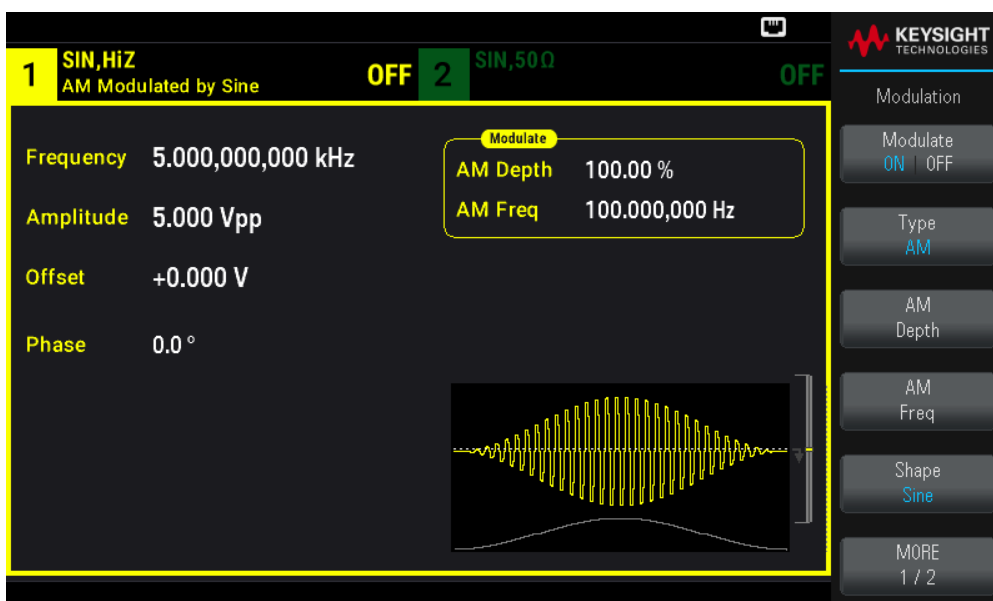 KEYSIGHT
TECHNOLOGIES
1
SIN,HiZ
AM Modulated by Sine
OFF
2
SIN,50Ω
OFF
Frequency 5.000,000,000 kHz
Amplitude 5.000 Vpp
Offset +0.000 V
Phase 0.0 °
Modulate
AM Depth 100.00 %
AM Freq 100.000,000 Hz
Modulation
Modulate
ON | OFF
Type
AM
AM
Depth
AM
Freq
Shape
Sine
MORE
1 / 2